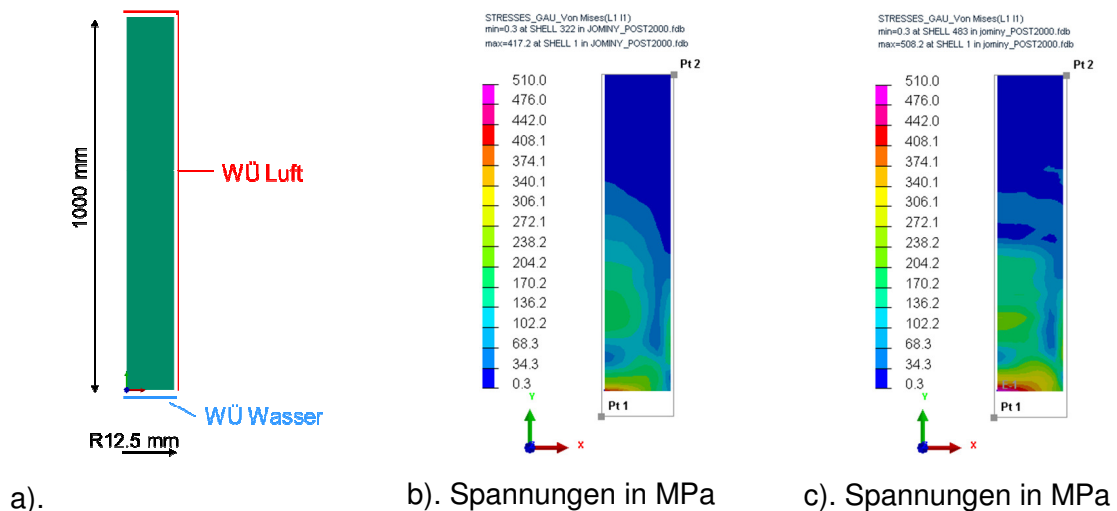 1000 mm
WÜ Luft
WÜ Wasser
R12.5 mm
a).
STRESSES_GAU_Von Mises(L1 I1)
min=0.3 at SHELL 322 in JOMINY_POST2000.fdb
max=417.2 at SHELL 1 in JOMINY_POST2000.fdb
Pt 2
510.0
476.0
442.0
408.1
374.1
340.1
306.1
272.1
238.2
204.2
170.2
136.2
102.2
68.3
34.3
0.3
Pt 1
Y
X
b). Spannungen in MPa
STRESSES_GAU_Von Mises(L1 I1)
min=0.3 at SHELL 483 in jominy_POST2000.fdb
max=508.2 at SHELL 1 in jominy_POST2000.fdb
Pt 2
510.0
476.0
442.0
408.1
374.1
340.1
306.1
272.1
238.2
204.2
170.2
136.2
102.2
68.3
34.3
0.3
Pt 1
Y
X
c). Spannungen in MPa